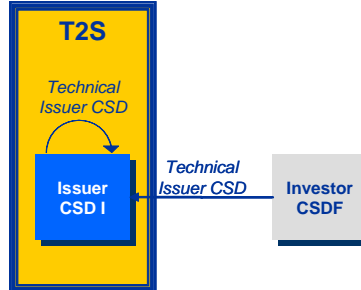 T2S
Technical
Issuer CSD
Technical
Issuer CSD
Issuer
CSD I
Investor
CSDF